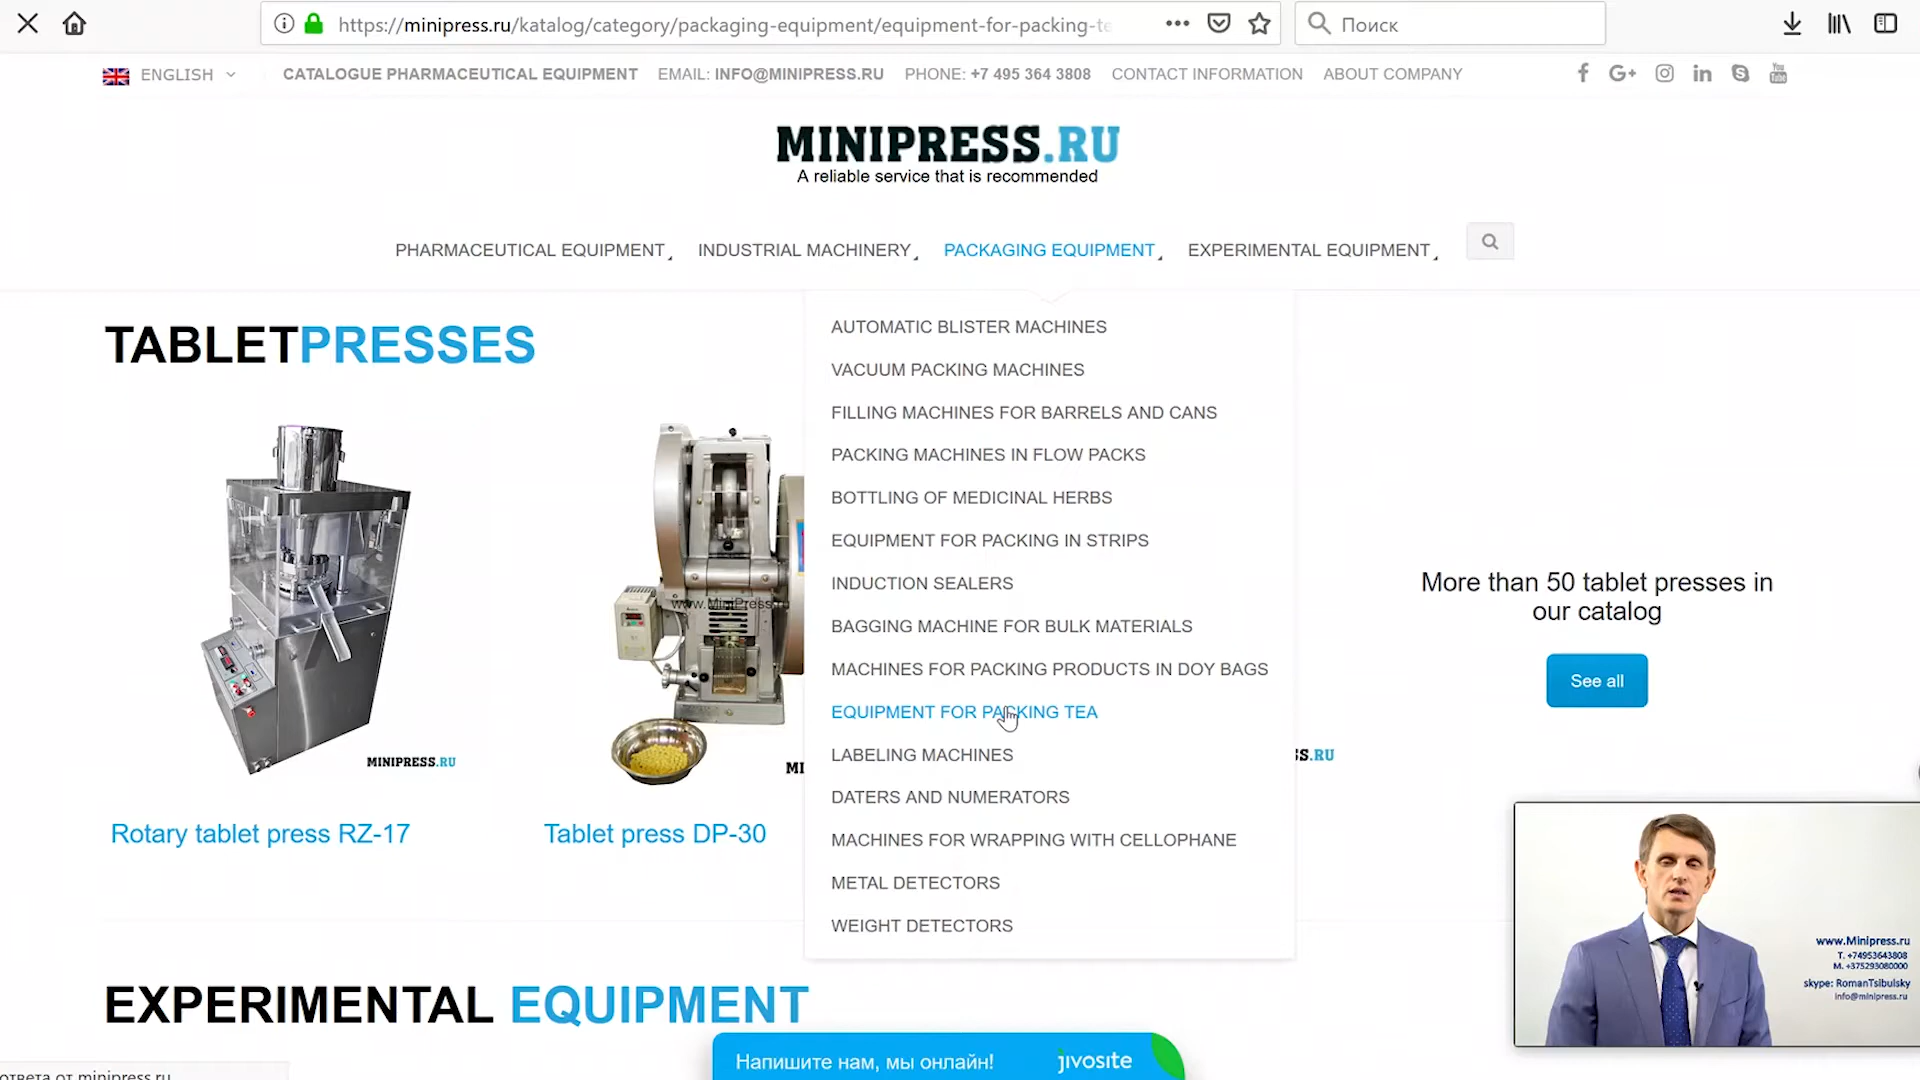 https://minipress.ru/katalog/category/packaging-equipment/equipment-for-packing-te
Поиск
ENGLISH
CATALOGUE PHARMACEUTICAL EQUIPMENT
EMAIL: INFO@MINIPRESS.RU
PHONE: +7 495 364 3808
CONTACT INFORMATION
ABOUT COMPANY
MINIPRESS.RU
A reliable service that is recommended
PHARMACEUTICAL EQUIPMENT
INDUSTRIAL MACHINERY
PACKAGING EQUIPMENT
EXPERIMENTAL EQUIPMENT
TABLETPRESSES
AUTOMATIC BLISTER MACHINES
VACUUM PACKING MACHINES
FILLING MACHINES FOR BARRELS AND CANS
PACKING MACHINES IN FLOW PACKS
BOTTLING OF MEDICINAL HERBS
EQUIPMENT FOR PACKING IN STRIPS
INDUCTION SEALERS
BAGGING MACHINE FOR BULK MATERIALS
MACHINES FOR PACKING PRODUCTS IN DOY BAGS
EQUIPMENT FOR PACKING TEA
LABELING MACHINES
DATERS AND NUMERATORS
MACHINES FOR WRAPPING WITH CELLOPHANE
METAL DETECTORS
WEIGHT DETECTORS
www.MiniPress.ru
MINIPRESS.RU
MI
S.RU
Rotary tablet press RZ-17
Tablet press DP-30
More than 50 tablet presses in
our catalog
See all
www.Minipress.ru
T. +74953643808
M. +375293080000
skype: RomanTsibulsky
info@minipress.ru
EXPERIMENTAL EQUIPMENT
Напишите нам, мы онлайн!
jivosite
ответа от minipress.ru